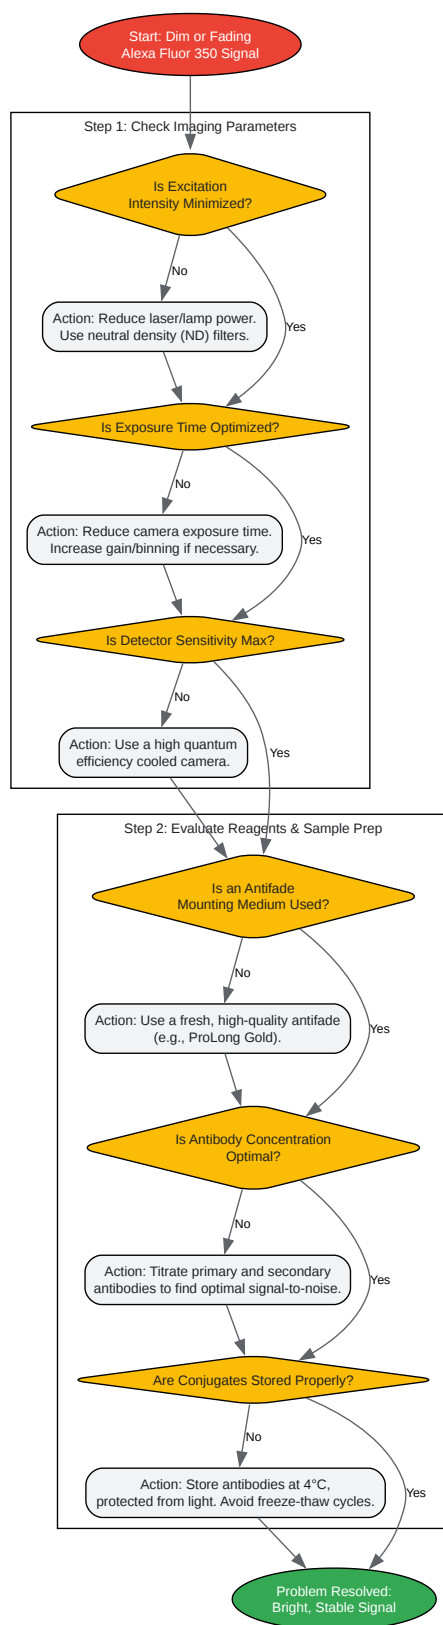 Start: Dim or Fading
Alexa Fluor 350 Signal
Step 1: Check Imaging Parameters
Is Excitation
Intensity Minimized?
No
Yes
Action: Reduce laser/lamp power.
Use neutral density (ND) filters.
Is Exposure Time Optimized?
No
Yes
Action: Reduce camera exposure time.
Increase gain/binning if necessary.
Is Detector Sensitivity Max?
No
Yes
Action: Use a high quantum
efficiency cooled camera.
Step 2: Evaluate Reagents & Sample Prep
Is an Antifade
Mounting Medium Used?
No
Yes
Action: Use a fresh, high-quality antifade
(e.g., ProLong Gold).
Is Antibody Concentration
Optimal?
No
Yes
Action: Titrate primary and secondary
antibodies to find optimal signal-to-noise.
Are Conjugates Stored Properly?
No
Yes
Action: Store antibodies at 4°C,
protected from light. Avoid freeze-thaw cycles.
Problem Resolved:
Bright, Stable Signal